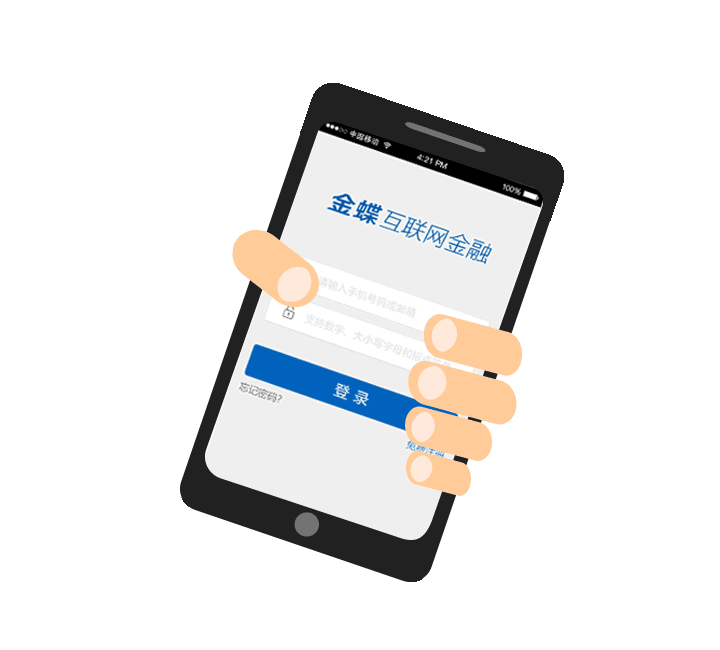 中国移动 4:21 PM 100%
金蝶互联网金融
请输入手机号码或邮箱
支持数字、大小写字母和标点
登录
忘记密码?
免费注册